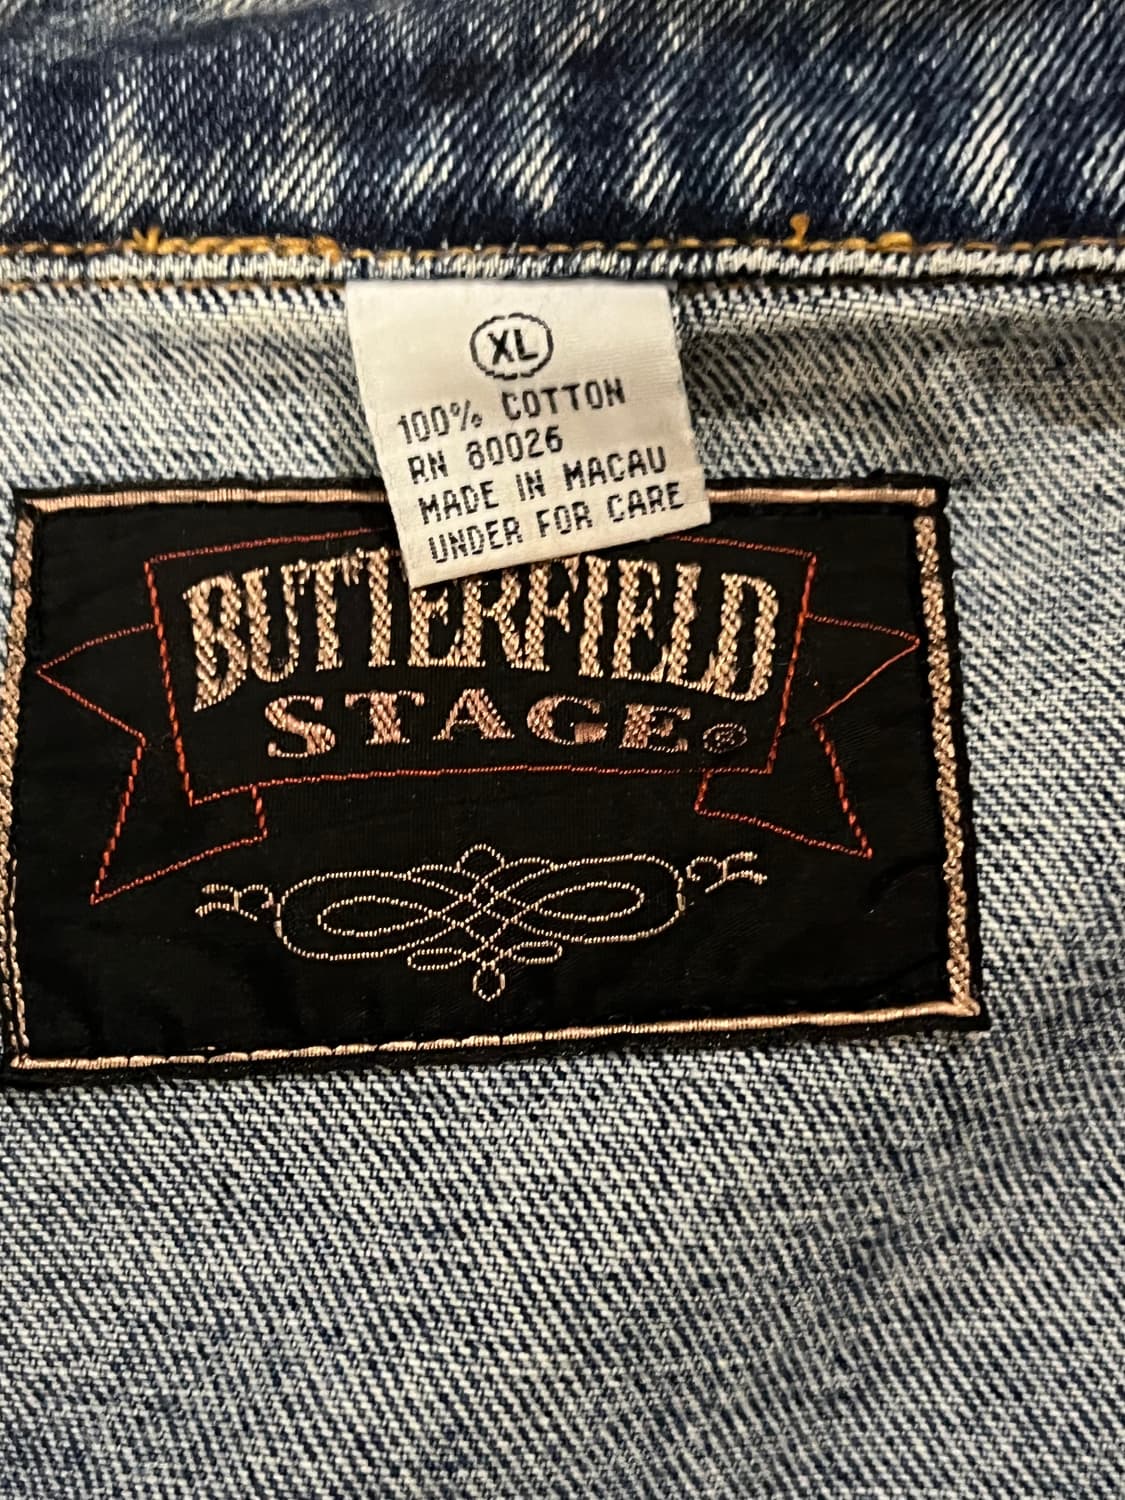 XL
100% COTTON
RN 80026
MADE IN MACAU
UNDER FOR CARE
BUTTERFIELD
STAGE®